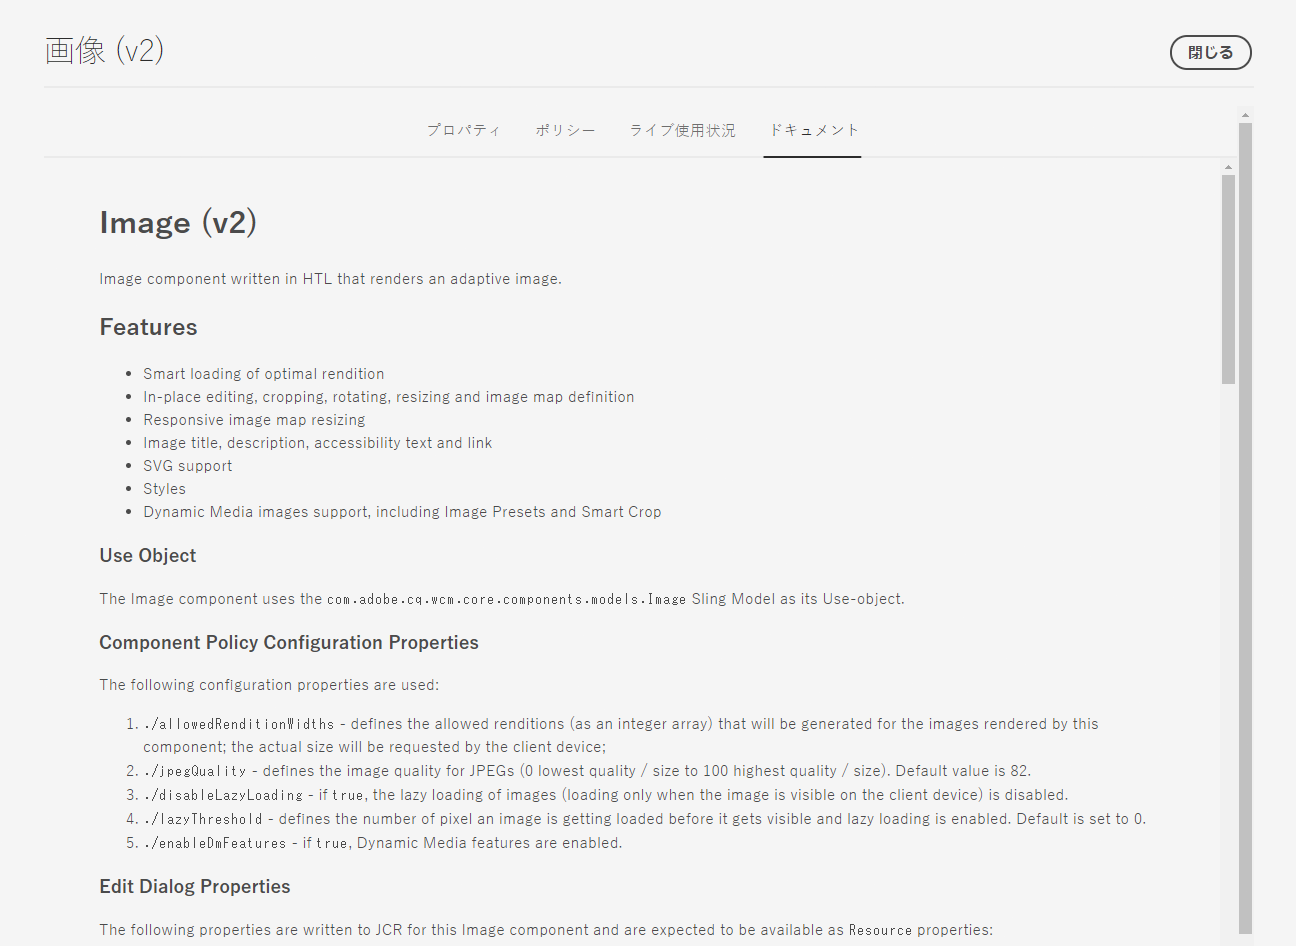 画像 (v2)
閉じる
プロパティ ポリシー ライブ使用状況 ドキュメント
Image (v2)
Image component written in HTL that renders an adaptive image.
Features
• Smart loading of optimal rendition
• In-place editing, cropping, rotating, resizing and image map definition
• Responsive image map resizing
• Image title, description, accessibility text and link
• SVG support
• Styles
• Dynamic Media images support, including Image Presets and Smart Crop
Use Object
The Image component uses the com.adobe.cq.wcm.core.components.models.Image Sling Model as its Use-object.
Component Policy Configuration Properties
The following configuration properties are used:
1. ./allowedRenditionWidths - defines the allowed renditions (as an integer array) that will be generated for the images rendered by this
component; the actual size will be requested by the client device;
2. ./jpegQuality - defines the image quality for JPEGs (0 lowest quality / size to 100 highest quality / size). Default value is 82.
3. ./disableLazyLoading - if true, the lazy loading of images (loading only when the image is visible on the client device) is disabled.
4. ./lazyThreshold - defines the number of pixel an image is getting loaded before it gets visible and lazy loading is enabled. Default is set to 0.
5. ./enableDmFeatures - if true, Dynamic Media features are enabled.
Edit Dialog Properties
The following properties are written to JCR for this Image component and are expected to be available as Resource properties: